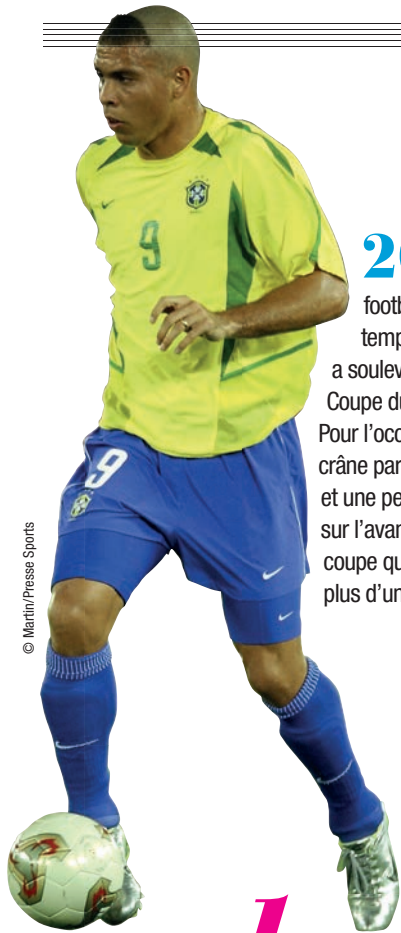 footb
temp
a soulev
Coupe du
Pour l'occ
crâne par
et une pe
sur l'avan
coupe qu
plus d'un
© Martin/Presse Sports
9
9
1